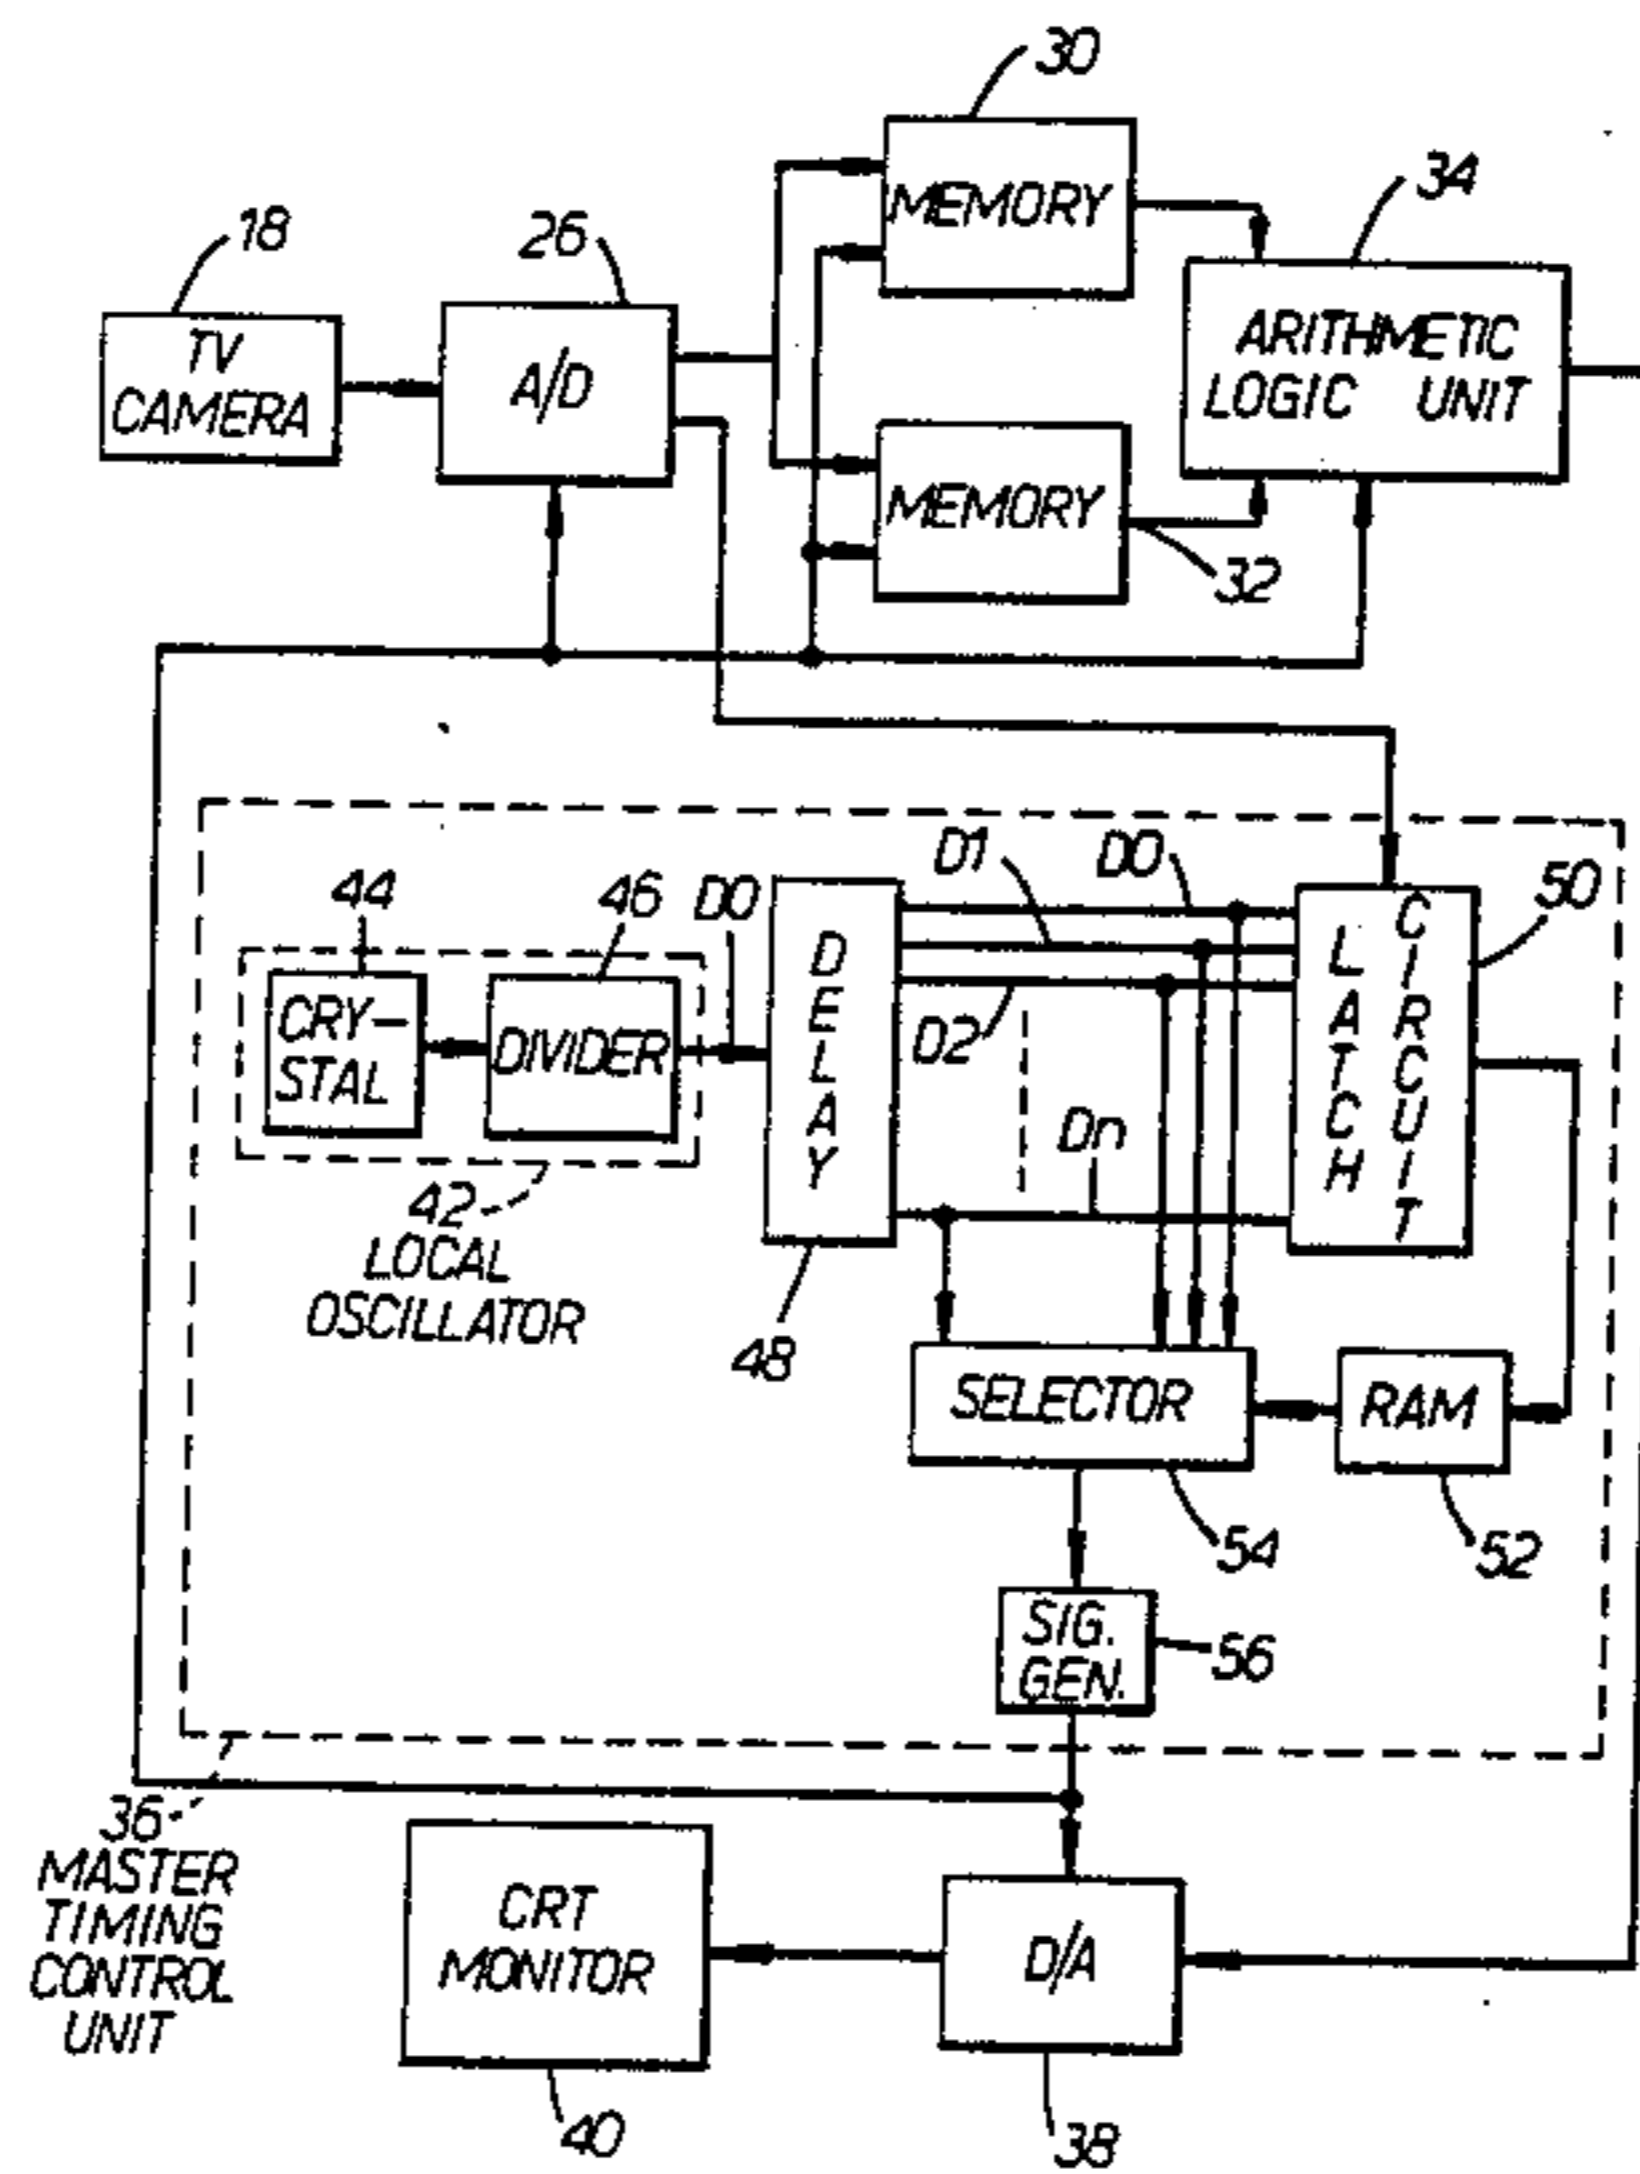 30
34
18
26
MEMORY
TV
CAMERA
A/D
ARITHMETIC
LOGIC UNIT
MEMORY
32
D1
D0
50
44
46
D0
CRY-
STAL
DIVIDER
DELAY
D2
Dn
LATCH
CIRCUIT
42
LOCAL
OSCILLATOR
48
SELECTOR
RAM
54
52
SIG.
GEN.
56
36
MASTER
TIMING
CONTROL
UNIT
CRT
MONITOR
D/A
40
38